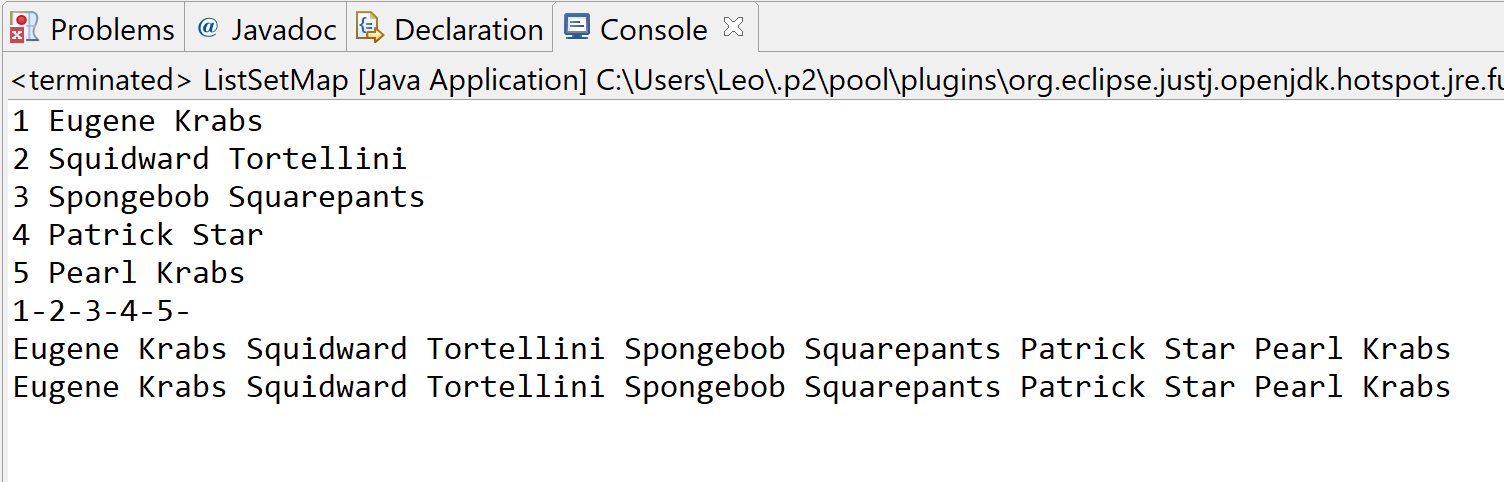 Problems @ Javadoc Declaration Console
<terminated> ListSetMap [Java Application] C:\Users\Leo\.p2\pool\plugins\org.eclipse.justj.openjdk.hotspot.jre.fu
1 Eugene Krabs
2 Squidward Tortellini
3 Spongebob Squarepants
4 Patrick Star
5 Pearl Krabs
1-2-3-4-5-
Eugene Krabs Squidward Tortellini Spongebob Squarepants Patrick Star Pearl Krabs
Eugene Krabs Squidward Tortellini Spongebob Squarepants Patrick Star Pearl Krabs